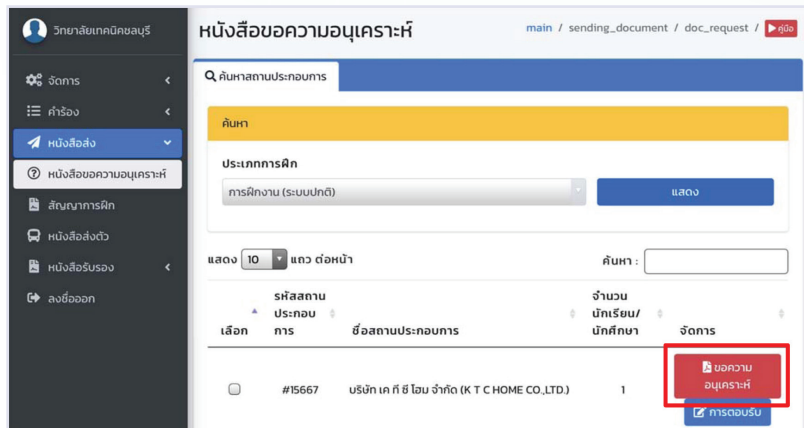 วิทยาลัยเทคนิคชลบุรี
หนังสือขอความอนุเคราะห์
main / sending_document / doc_request / คู่มือ
จัดการ
คำร้อง
หนังสือส่ง
หนังสือขอความอนุเคราะห์
สัญญาการฝึก
หนังสือส่งตัว
หนังสือรับรอง
ลงชื่อออก
ค้นหาสถานประกอบการ
ค้นหา
ประเภทการฝึก
การฝึกงาน (ระบบปกติ)
แสดง
แสดง 10 แถว ต่อหน้า
ค้นหา :
เลือก
รหัสสถาน
ประกอบ
การ
ชื่อสถานประกอบการ
จำนวน
นักเรียน/
นักศึกษา
จัดการ
#15667
บริษัท เค ที ซี โฮม จำกัด (K T C HOME CO.,LTD.)
1
ขอความ
อนุเคราะห์
การตอบรับ